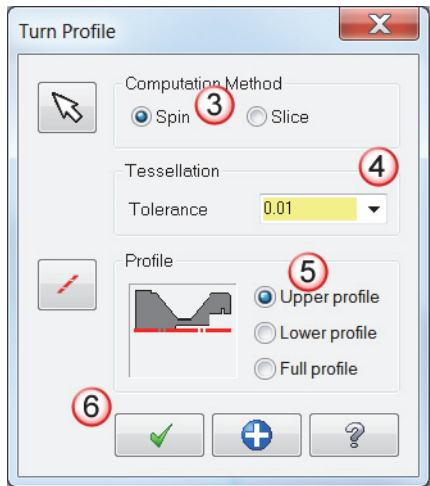 Turn Profile
Computation Method
Spin 3 Slice
Tessellation 4
Tolerance 0.01
Profile
5
Upper profile
Lower profile
Full profile
6
?